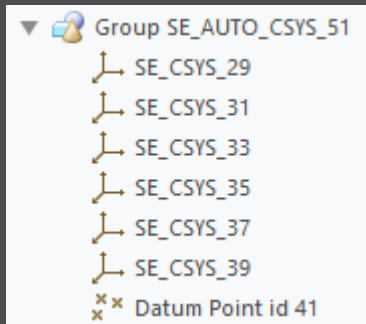 Group SE_AUTO_CSYS_51
SE_CSYS_29
SE_CSYS_31
SE_CSYS_33
SE_CSYS_35
SE_CSYS_37
SE_CSYS_39
Datum Point id 41